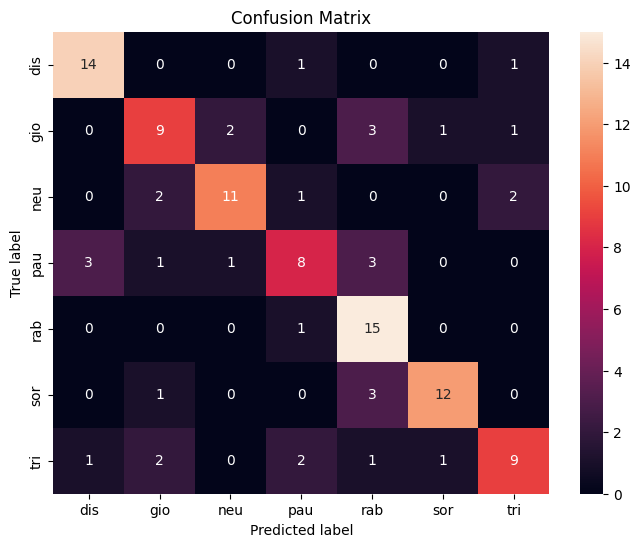 Confusion Matrix
True label
dis 14 0 0 1 0 0 1
gio 0 9 2 0 3 1 1
neu 0 2 11 1 0 0 2
pau 3 1 1 8 3 0 0
rab 0 0 0 1 15 0 0
sor 0 1 0 0 3 12 0
tri 1 2 0 2 1 1 9
dis gio neu pau rab sor tri
Predicted label
14
12
10
8
6
4
2
0